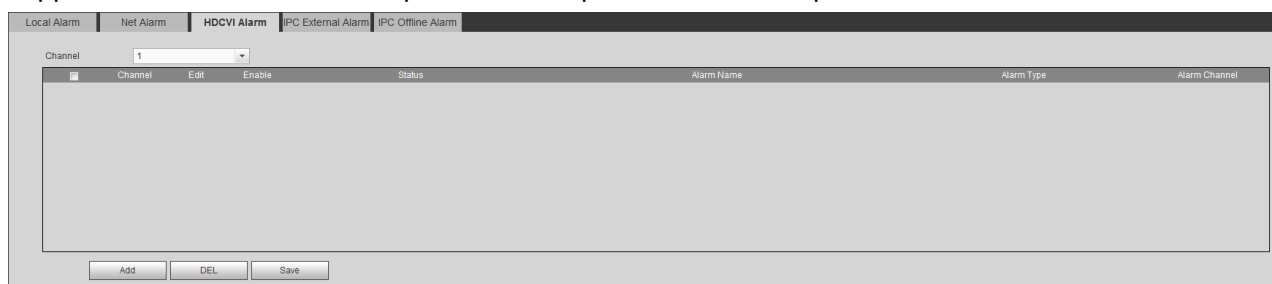 Local Alarm Net Alarm HDCVI Alarm IPC External Alarm IPC Offline Alarm
Channel 1
Channel Edit Enable Status Alarm Name Alarm Type Alarm Channel
Add DEL Save